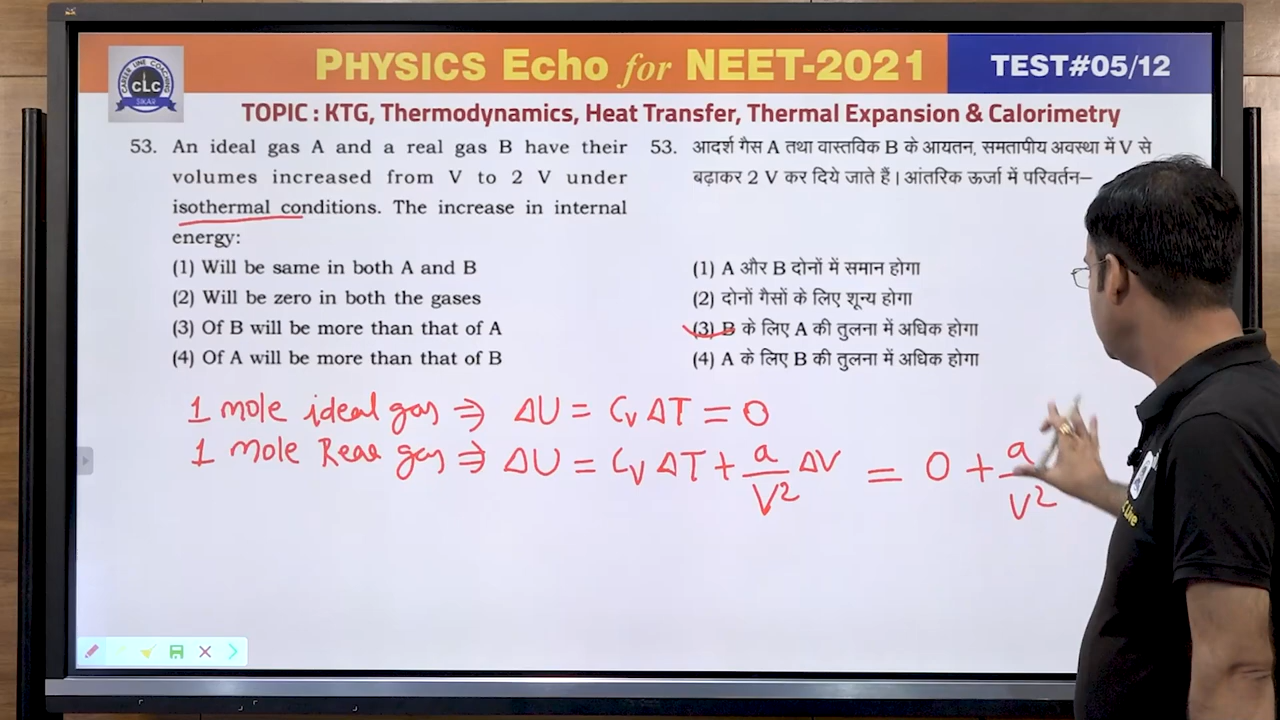 PHYSICS Echo for NEET-2021
TEST#05/12
CLC
SIKAR
TOPIC : KTG, Thermodynamics, Heat Transfer, Thermal Expansion & Calorimetry
53. An ideal gas A and a real gas B have their
volumes increased from V to 2 V under
isothermal conditions. The increase in internal
energy:
(1) Will be same in both A and B
(2) Will be zero in both the gases
(3) Of B will be more than that of A
(4) Of A will be more than that of B
53. आदर्श गैस A तथा वास्तविक B के आयतन, समतापीय अवस्था में V से
बढ़ाकर 2 V कर दिये जाते हैं। आंतरिक ऊर्जा में परिवर्तन–
(1) A और B दोनों में समान होगा
(2) दोनों गैसों के लिए शून्य होगा
(3) B के लिए A की तुलना में अधिक होगा
(4) A के लिए B की तुलना में अधिक होगा
1 mole ideal gas ⇒ ΔU = CvΔT = 0
1 mole Real gas ⇒ ΔU = CvΔT + a/V² ΔV = 0 + a/V²
Line